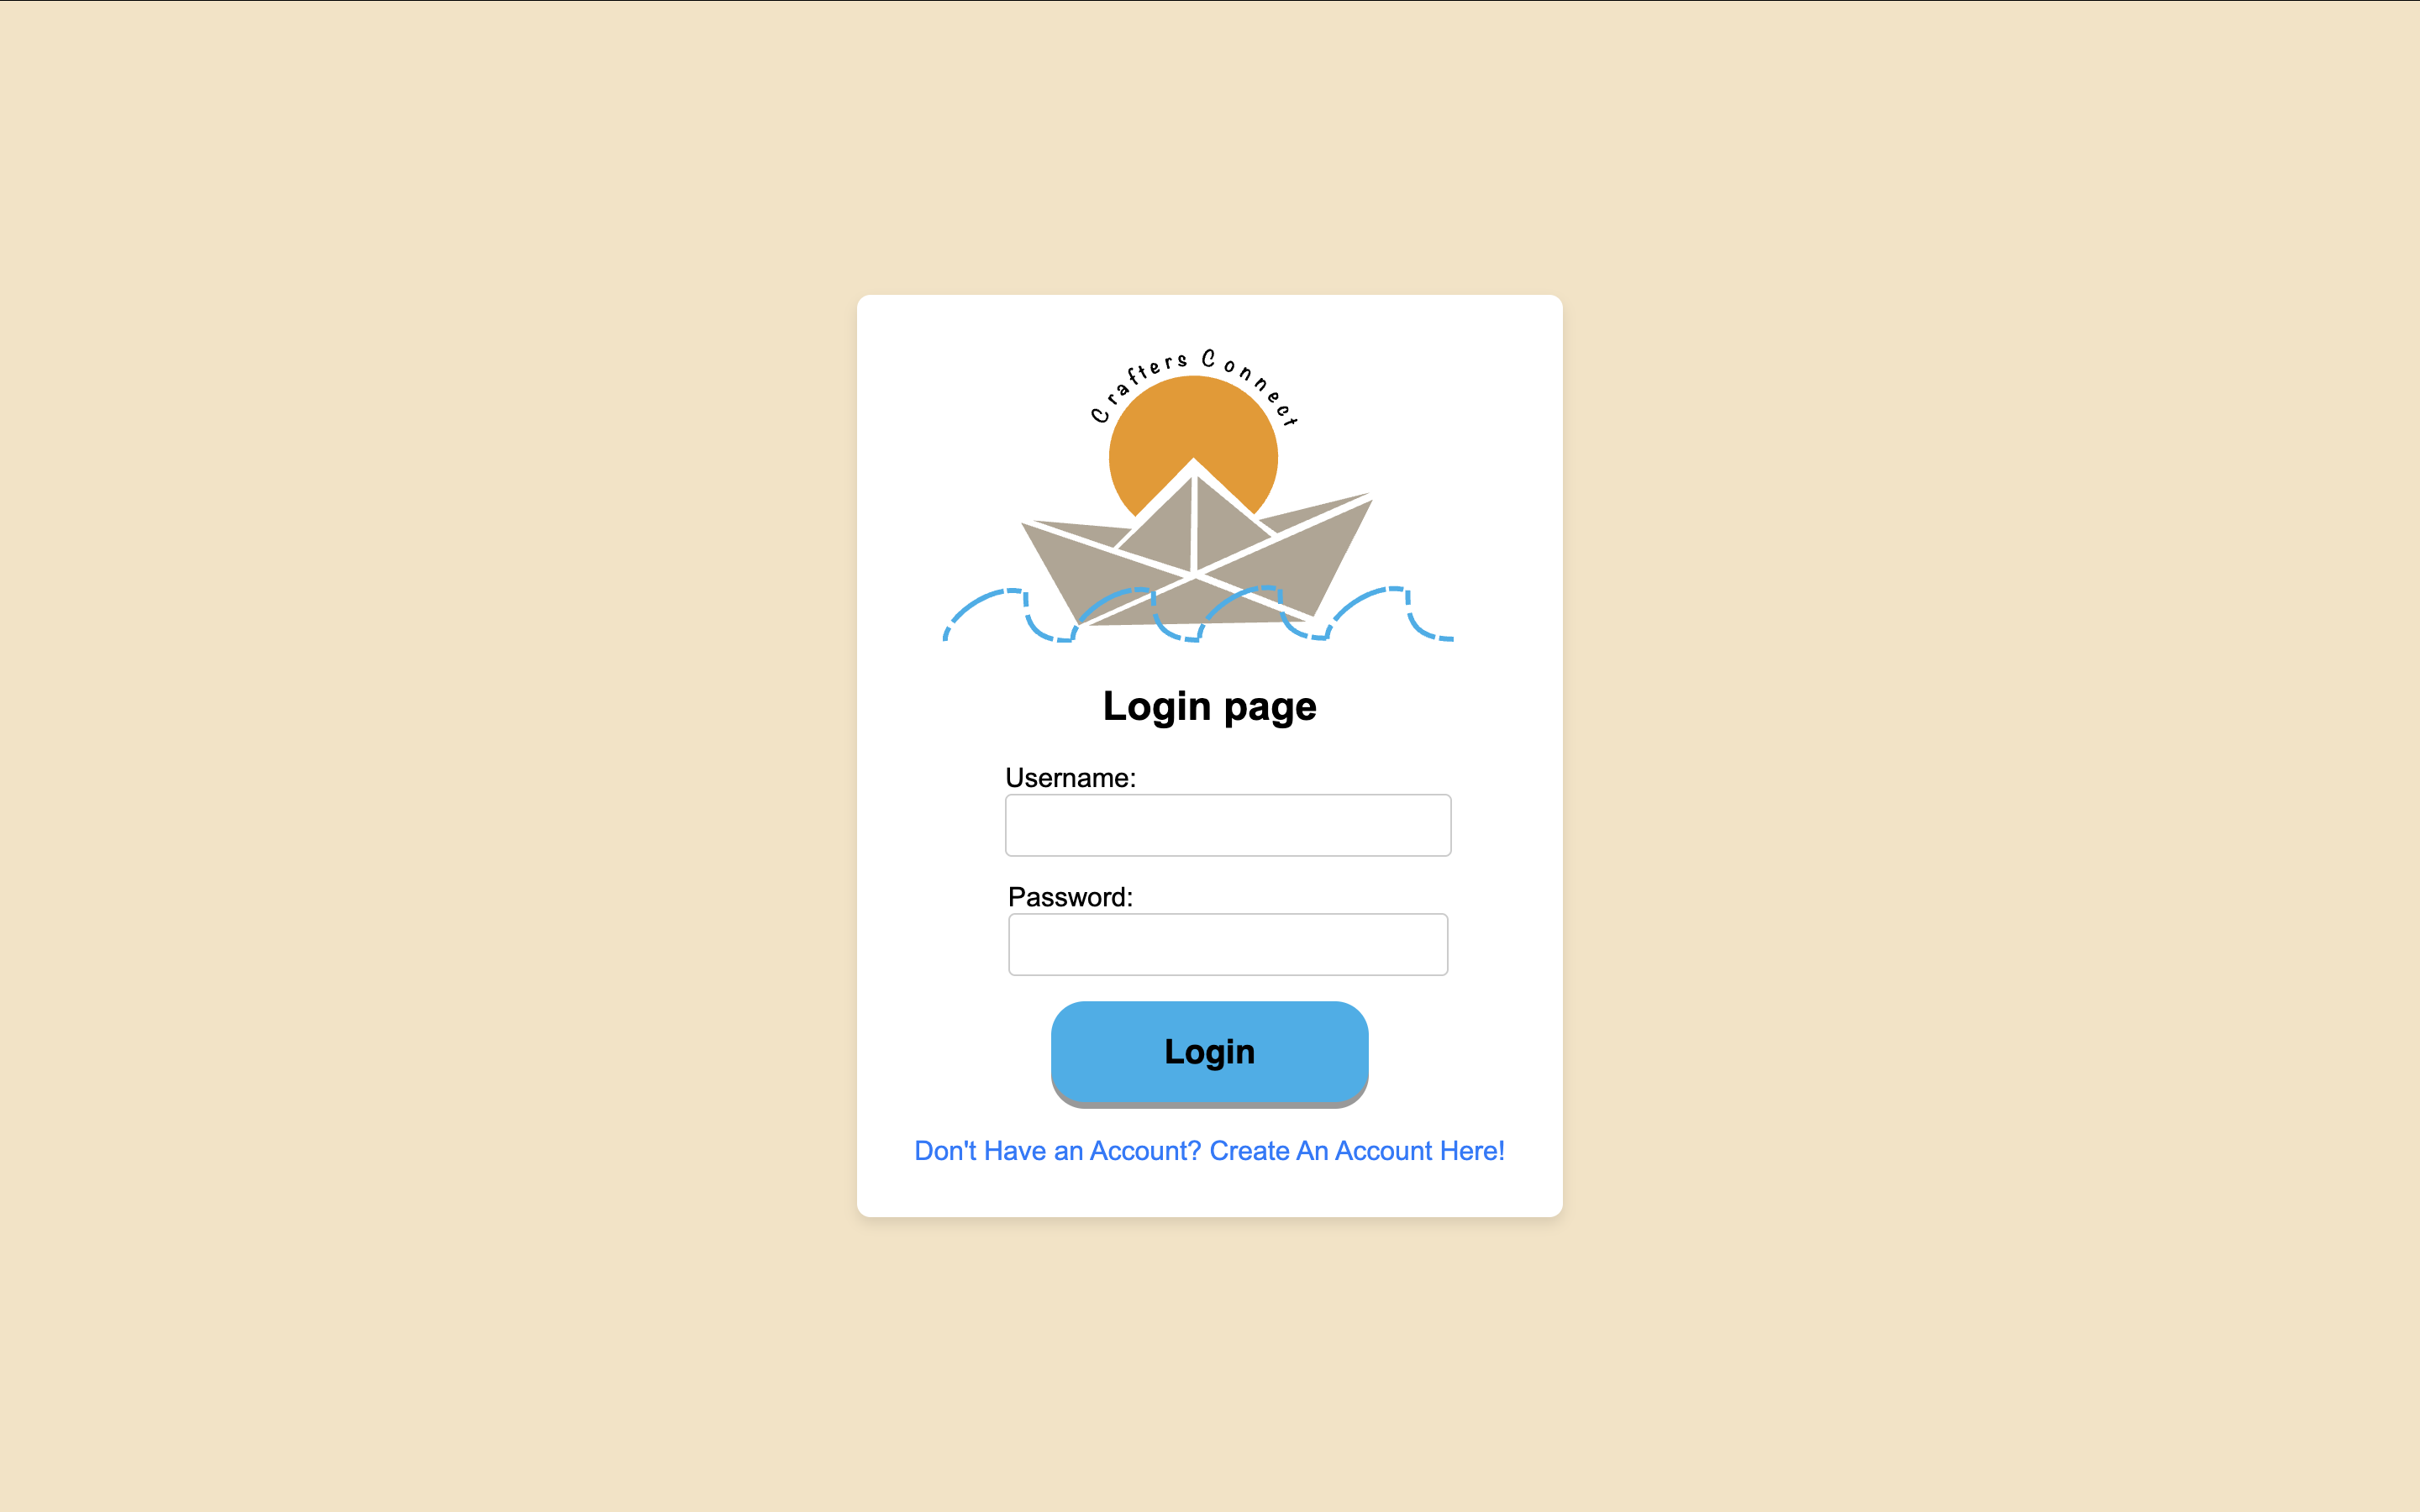 Crafters Connect
Login page
Username:
Password:
Login
Don't Have an Account? Create An Account Here!